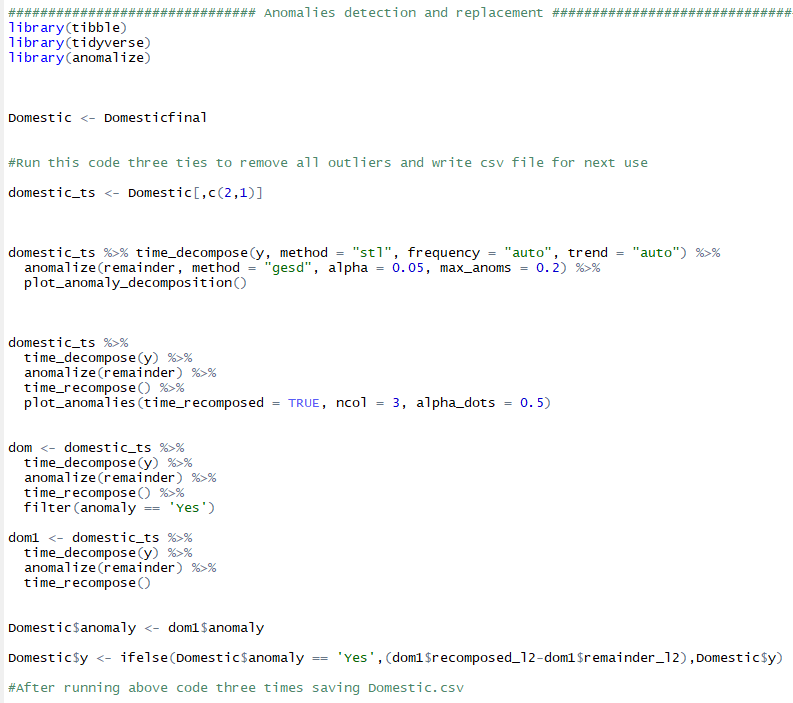 ############################### Anomalies detection and replacement ##############################
library(tibble)
library(tidyverse)
library(anomalize)
Domestic <- Domesticfinal
#Run this code three ties to remove all outliers and write csv file for next use
domestic_ts <- Domestic[,c(2,1)]
domestic_ts %>% time_decompose(y, method = "stl", frequency = "auto", trend = "auto") %>%
  anomalize(remainder, method = "gesd", alpha = 0.05, max_anoms = 0.2) %>%
  plot_anomaly_decomposition()
domestic_ts %>%
  time_decompose(y) %>%
  anomalize(remainder) %>%
  time_recompose() %>%
  plot_anomalies(time_recomposed = TRUE, ncol = 3, alpha_dots = 0.5)
dom <- domestic_ts %>%
  time_decompose(y) %>%
  anomalize(remainder) %>%
  time_recompose() %>%
  filter(anomaly == 'Yes')
dom1 <- domestic_ts %>%
  time_decompose(y) %>%
  anomalize(remainder) %>%
  time_recompose()
Domestic$anomaly <- dom1$anomaly
Domestic$y <- ifelse(Domestic$anomaly == 'Yes',(dom1$recomposed_l2-dom1$remainder_l2),Domestic$y)
#After running above code three times saving Domestic.csv